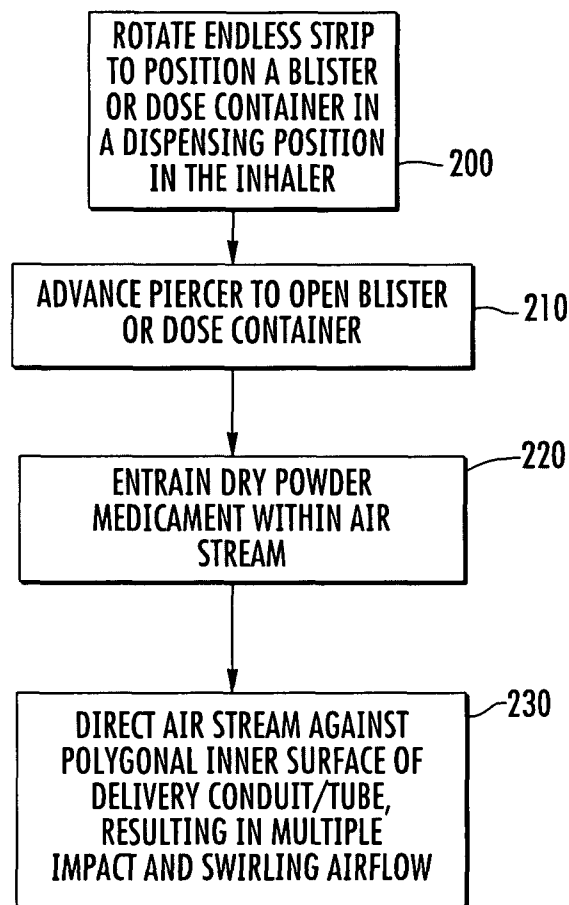 ROTATE ENDLESS STRIP
TO POSITION A BLISTER
OR DOSE CONTAINER IN
A DISPENSING POSITION
IN THE INHALER
200
ADVANCE PIERCER TO OPEN BLISTER
OR DOSE CONTAINER
210
220
ENTRAIN DRY POWDER
MEDICAMENT WITHIN AIR
STREAM
230
DIRECT AIR STREAM AGAINST
POLYGONAL INNER SURFACE OF
DELIVERY CONDUIT/TUBE,
RESULTING IN MULTIPLE
IMPACT AND SWIRLING AIRFLOW